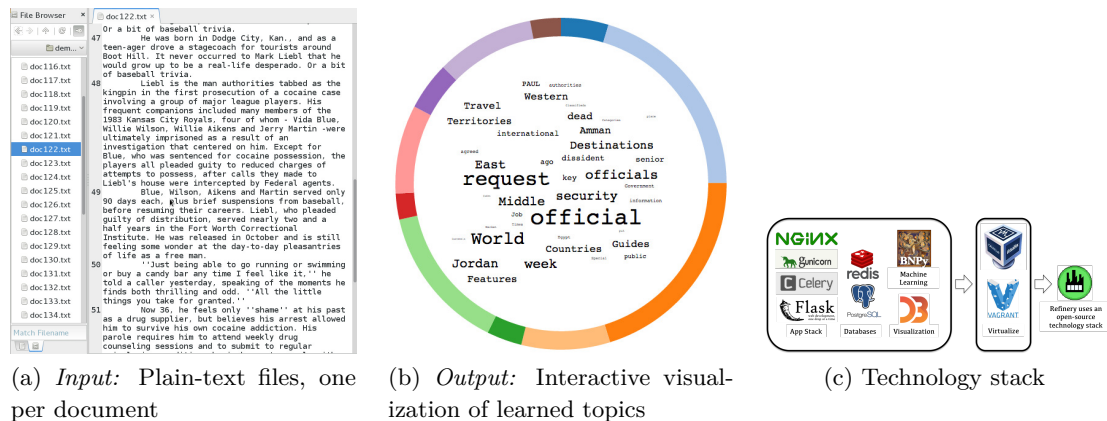 File Browser
dem...
doc116.txt
doc117.txt
doc118.txt
doc119.txt
doc120.txt
doc121.txt
doc122.txt
doc123.txt
doc124.txt
doc125.txt
doc126.txt
doc127.txt
doc128.txt
doc129.txt
doc130.txt
doc131.txt
doc132.txt
doc133.txt
doc134.txt
Match Filename
doc122.txt ×
Or a bit of baseball trivia.
47 He was born in Dodge City, Kan., and as a
teen-ager drove a stagecoach for tourists around
Boot Hill. It never occurred to Mark Liebl that he
would grow up to be a real-life desperado. Or a bit
of baseball trivia.
48 Liebl is the man authorities tabbed as the
kingpin in the first prosecution of a cocaine case
involving a group of major league players. His
frequent companions included many members of the
1983 Kansas City Royals, four of whom - Vida Blue,
Willie Wilson, Willie Aikens and Jerry Martin -were
ultimately imprisoned as a result of an
investigation that centered on him. Except for
Blue, who was sentenced for cocaine possession, the
players all pleaded guity to reduced charges of
attempts to possess, after calls they made to
Liebl's house were intercepted by Federal agents.
49 Blue, Wilson, Aikens and Martin served only
90 days each, plus brief suspensions from baseball,
before resuming their careers. Liebl, who pleaded
guilty of distribution, served nearly two and a
half years in the Fort Worth Correctional
Institute. He was released in October and is still
feeling some wonder at the day-to-day pleasantries
of life as a free man.
50 ''Just being able to go running or swimming
or buy a candy bar any time I feel like it,'' he
told a caller yesterday, speaking of the moments he
finds both thrilling and odd. ''All the little
things you take for granted.''
51 Now 36, he feels only ''shame'' at his past
as a drug supplier, but believes his arrest allowed
him to survive his own cocaine addiction. His
parole requires him to attend weekly drug
counseling sessions and to submit to regular
(a) Input: Plain-text files, one
per document
PAUL authorities
Western
Travel
dead
Territories
international
Amman
Destinations
agreed
ago
dissident
senior
East
key
officials
request
Government
Middle
security
information
Job
official
World
Countries
Guides
public
Jordan
week
Features
(b) Output: Interactive visual-
ization of learned topics
NGINX
gunicorn
Celery
Flask
App Stack
redis
PostgreSQL
Databases
BNPy
Machine
Learning
D3
Visualization
VAGRANT
Virtualize
Refinery uses an
open-source
technology stack
(c) Technology stack